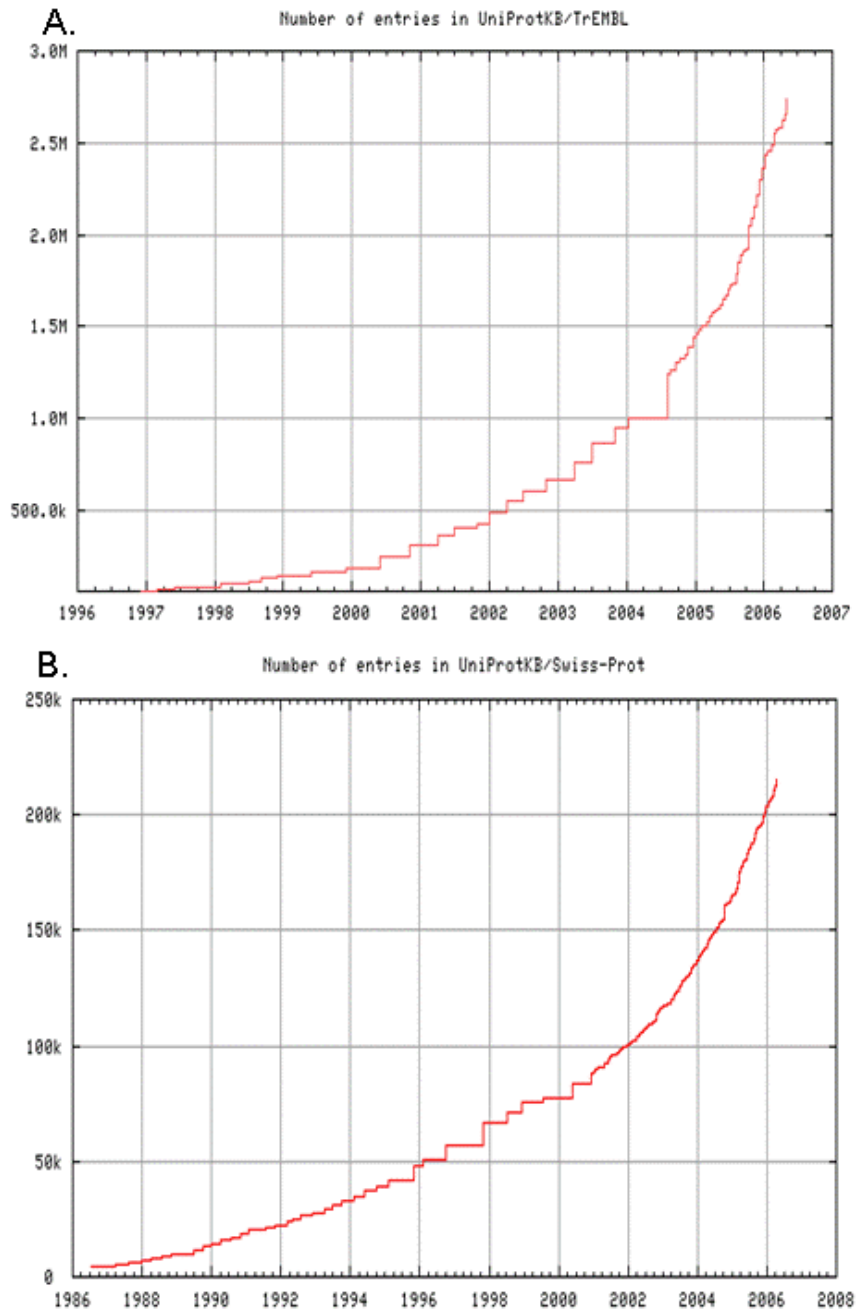 A.
Number of entries in UniProtKB/TrEMBL
3.0M
2.5M
2.0M
1.5M
1.0M
500.0k
1996 1997 1998 1999 2000 2001 2002 2003 2004 2005 2006 2007
B.
Number of entries in UniProtKB/Swiss-Prot
250k
200k
150k
100k
50k
0
1986 1988 1990 1992 1994 1996 1998 2000 2002 2004 2006 2008